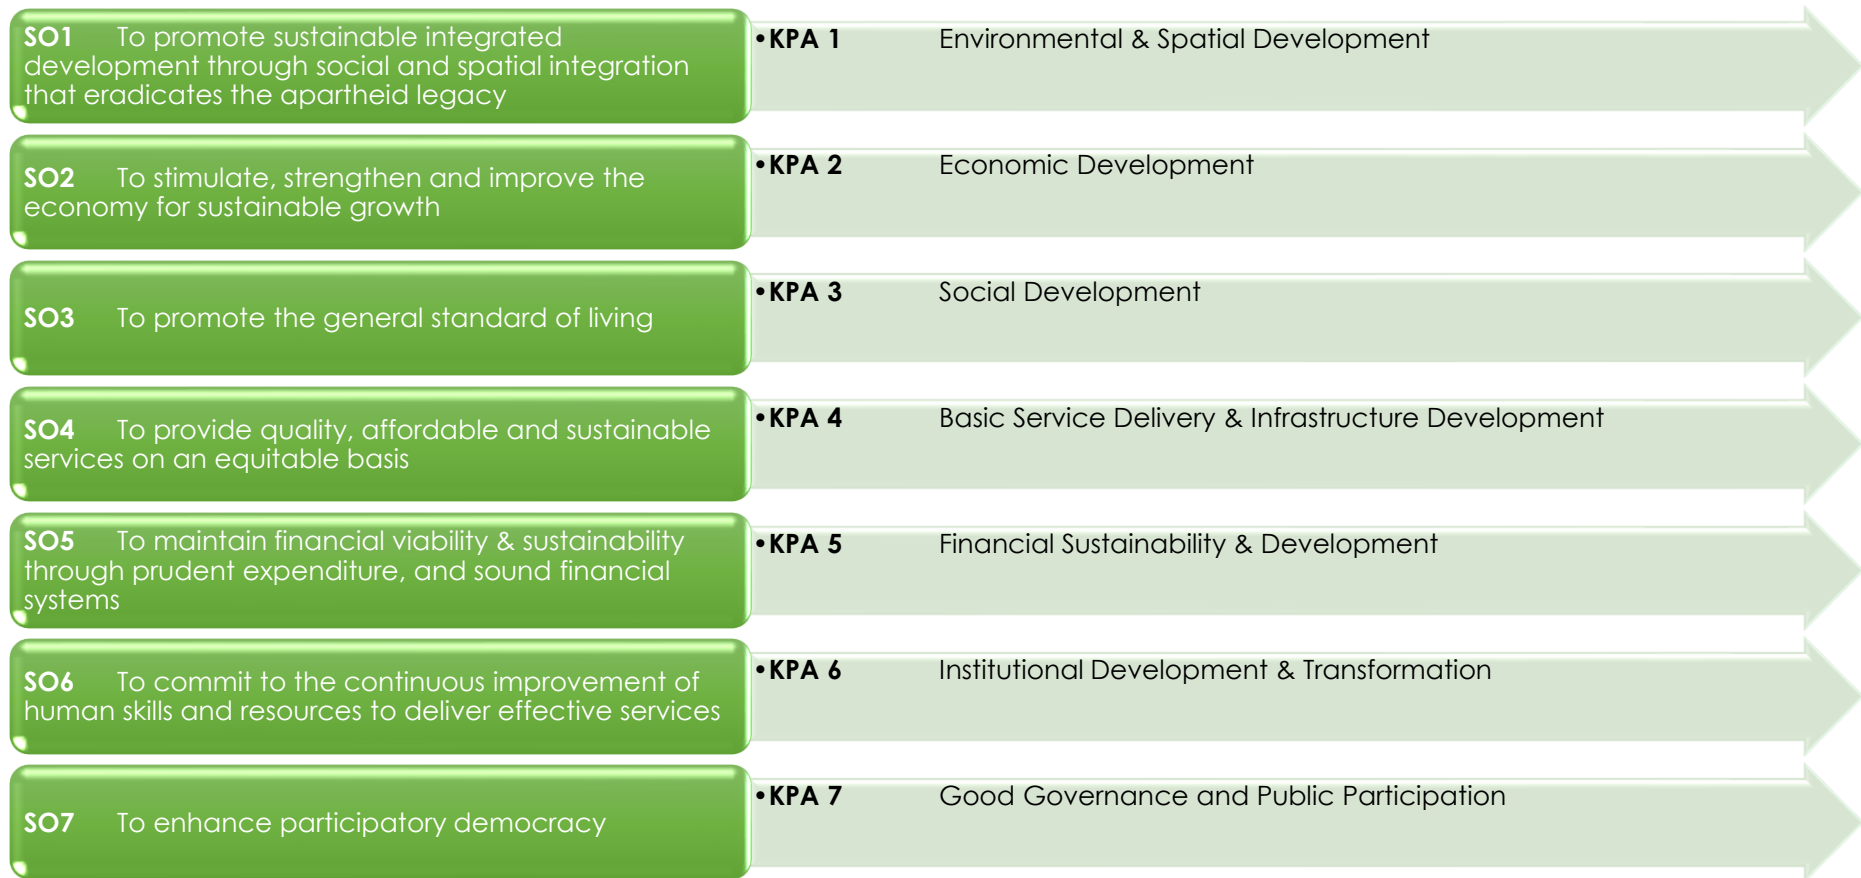 SO1 To promote sustainable integrated
development through social and spatial integration
that eradicates the apartheid legacy
•KPA 1 Environmental & Spatial Development
SO2 To stimulate, strengthen and improve the
economy for sustainable growth
•KPA 2 Economic Development
SO3 To promote the general standard of living
•KPA 3 Social Development
SO4 To provide quality, affordable and sustainable
services on an equitable basis
•KPA 4 Basic Service Delivery & Infrastructure Development
SO5 To maintain financial viability & sustainability
through prudent expenditure, and sound financial
systems
•KPA 5 Financial Sustainability & Development
SO6 To commit to the continuous improvement of
human skills and resources to deliver effective services
•KPA 6 Institutional Development & Transformation
SO7 To enhance participatory democracy
•KPA 7 Good Governance and Public Participation